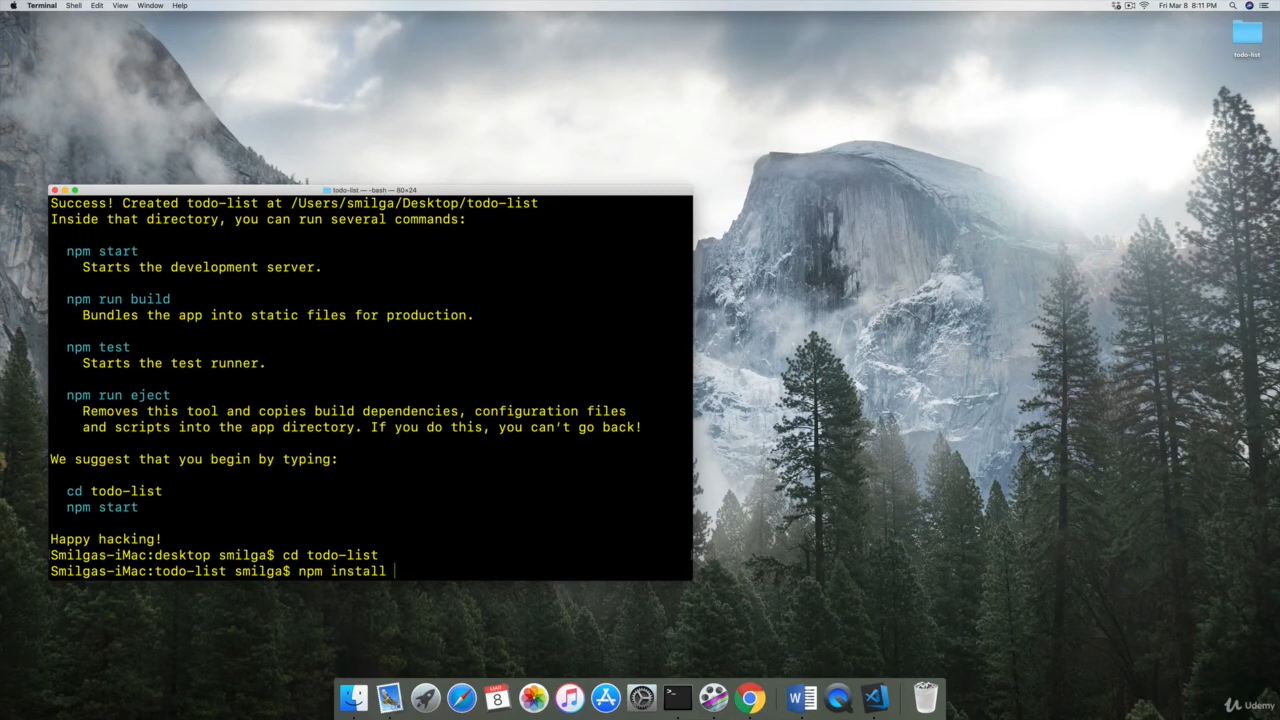 Terminal Shell Edit View Window Help
Fri Mar 8 8:11 PM
todo-list
todo-list — -bash — 80×24
Success! Created todo-list at /Users/smilga/Desktop/todo-list
Inside that directory, you can run several commands:
npm start
Starts the development server.
npm run build
Bundles the app into static files for production.
npm test
Starts the test runner.
npm run eject
Removes this tool and copies build dependencies, configuration files
and scripts into the app directory. If you do this, you can’t go back!
We suggest that you begin by typing:
cd todo-list
npm start
Happy hacking!
Smilgas-iMac:desktop smilga$ cd todo-list
Smilgas-iMac:todo-list smilga$ npm install
MAR
8
>_
W
Udemy